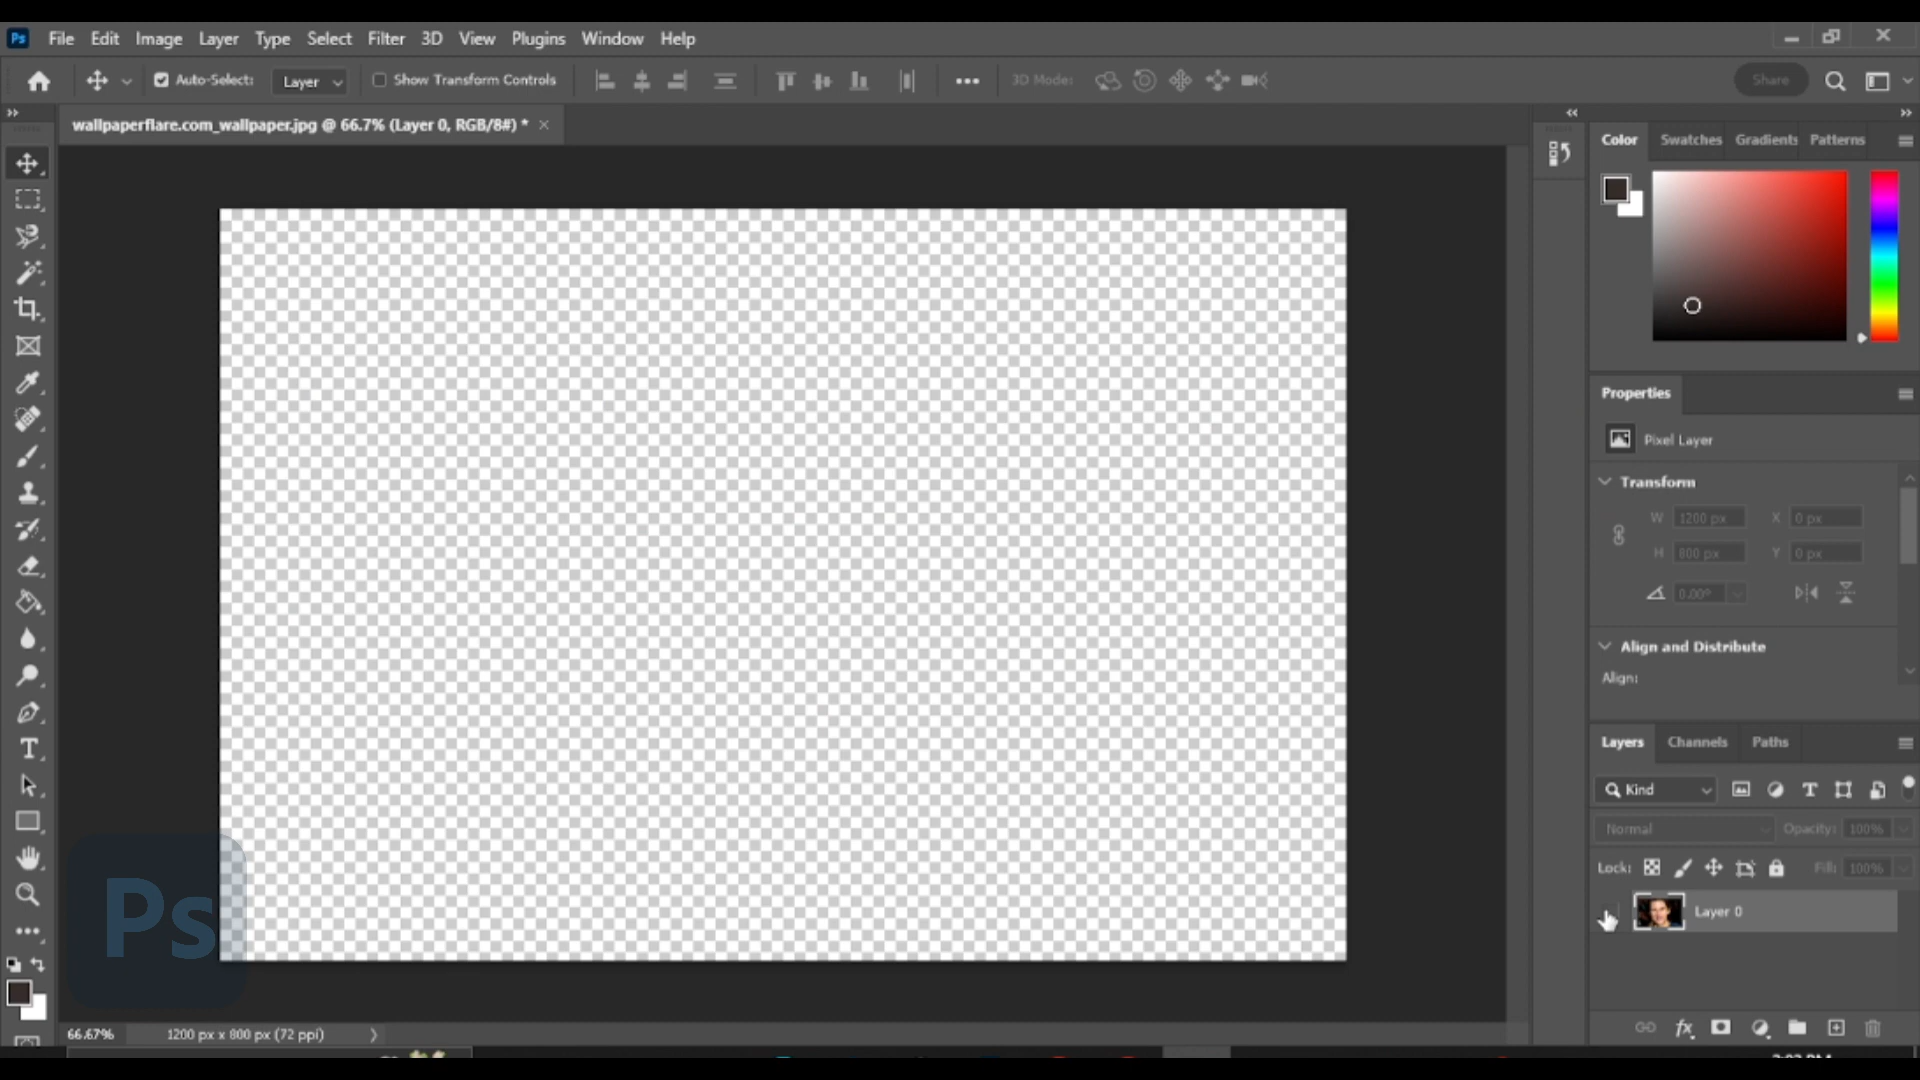 Ps File Edit Image Layer Type Select Filter 3D View Plugins Window Help
Auto-Select: Layer Show Transform Controls 3D Mode: Share
wallpaperflare.com_wallpaper.jpg @ 66.7% (Layer 0, RGB/8#) *
Color Swatches Gradients Patterns
Properties
Pixel Layer
Transform
W 1200 px X 0 px
H 800 px Y 0 px
0.00°
Align and Distribute
Align:
Layers Channels Paths
Kind
Normal Opacity: 100%
Lock: Fill: 100%
Layer 0
Ps
66.67% 1200 px x 800 px (72 ppi)